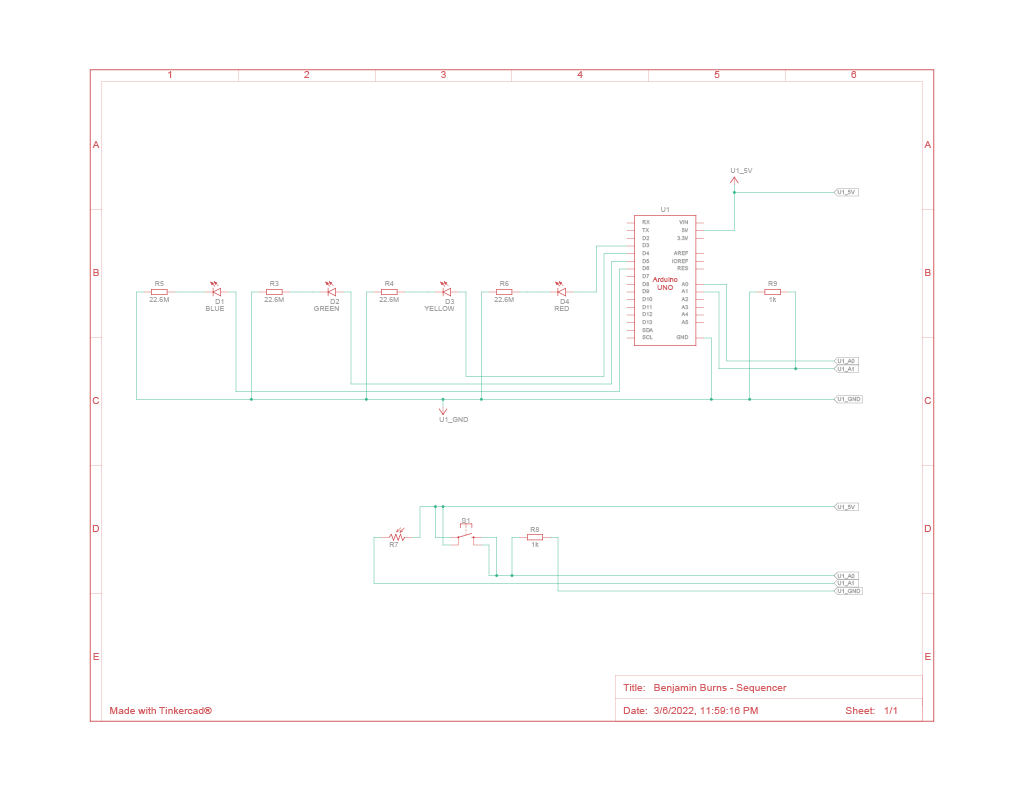 1 2 3 4 5 6
A A
U1_5V
U1_5V
U1
RX VIN
TX 5V
D2 3.3V
D3
D4 AREF
D5 IOREF
D6 RES
B B
D7
Arduino
UNO
D8 A0
D9 A1
D10 A2
D11 A3
D12 A4
D13 A5
SDA
SCL GND
R5 R3 R4 R6 R9
22.6M 22.6M 22.6M 22.6M 1k
D1 D2 D3 D4
BLUE GREEN YELLOW RED
U1_A0
U1_A1
C C
U1_GND
U1_GND
U1_5V
S1
D D
R7
R8
1k
U1_A0
U1_A1
U1_GND
E E
Title: Benjamin Burns - Sequencer
Made with Tinkercad®
Date: 3/6/2022, 11:59:16 PM Sheet: 1/1